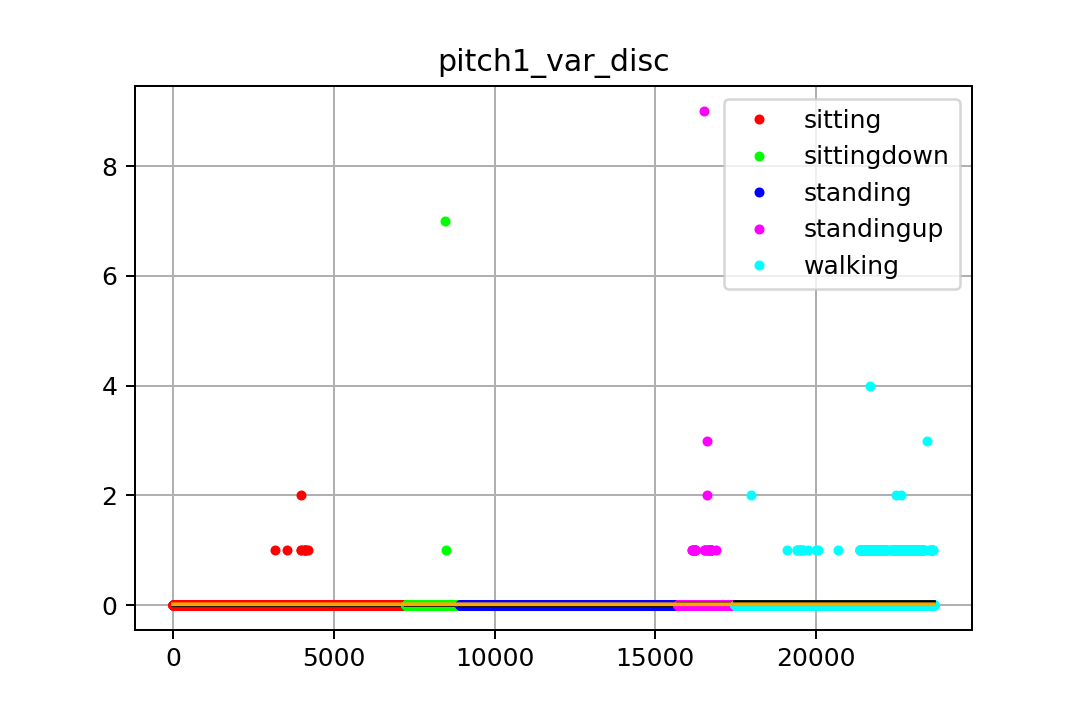 pitch1_var_disc
sitting
sittingdown
standing
standingup
walking
8
6
4
2
0
0 5000 10000 15000 20000